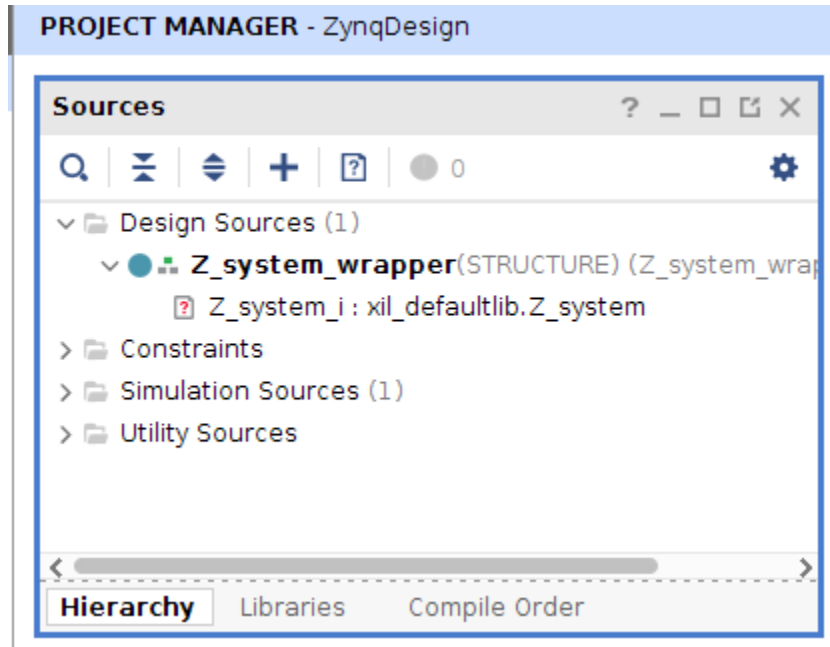 PROJECT MANAGER - ZynqDesign
Sources
? 0
Design Sources (1)
Z_system_wrapper(STRUCTURE) (Z_system_wrap
Z_system_i : xil_defaultlib.Z_system
Constraints
Simulation Sources (1)
Utility Sources
Hierarchy Libraries Compile Order